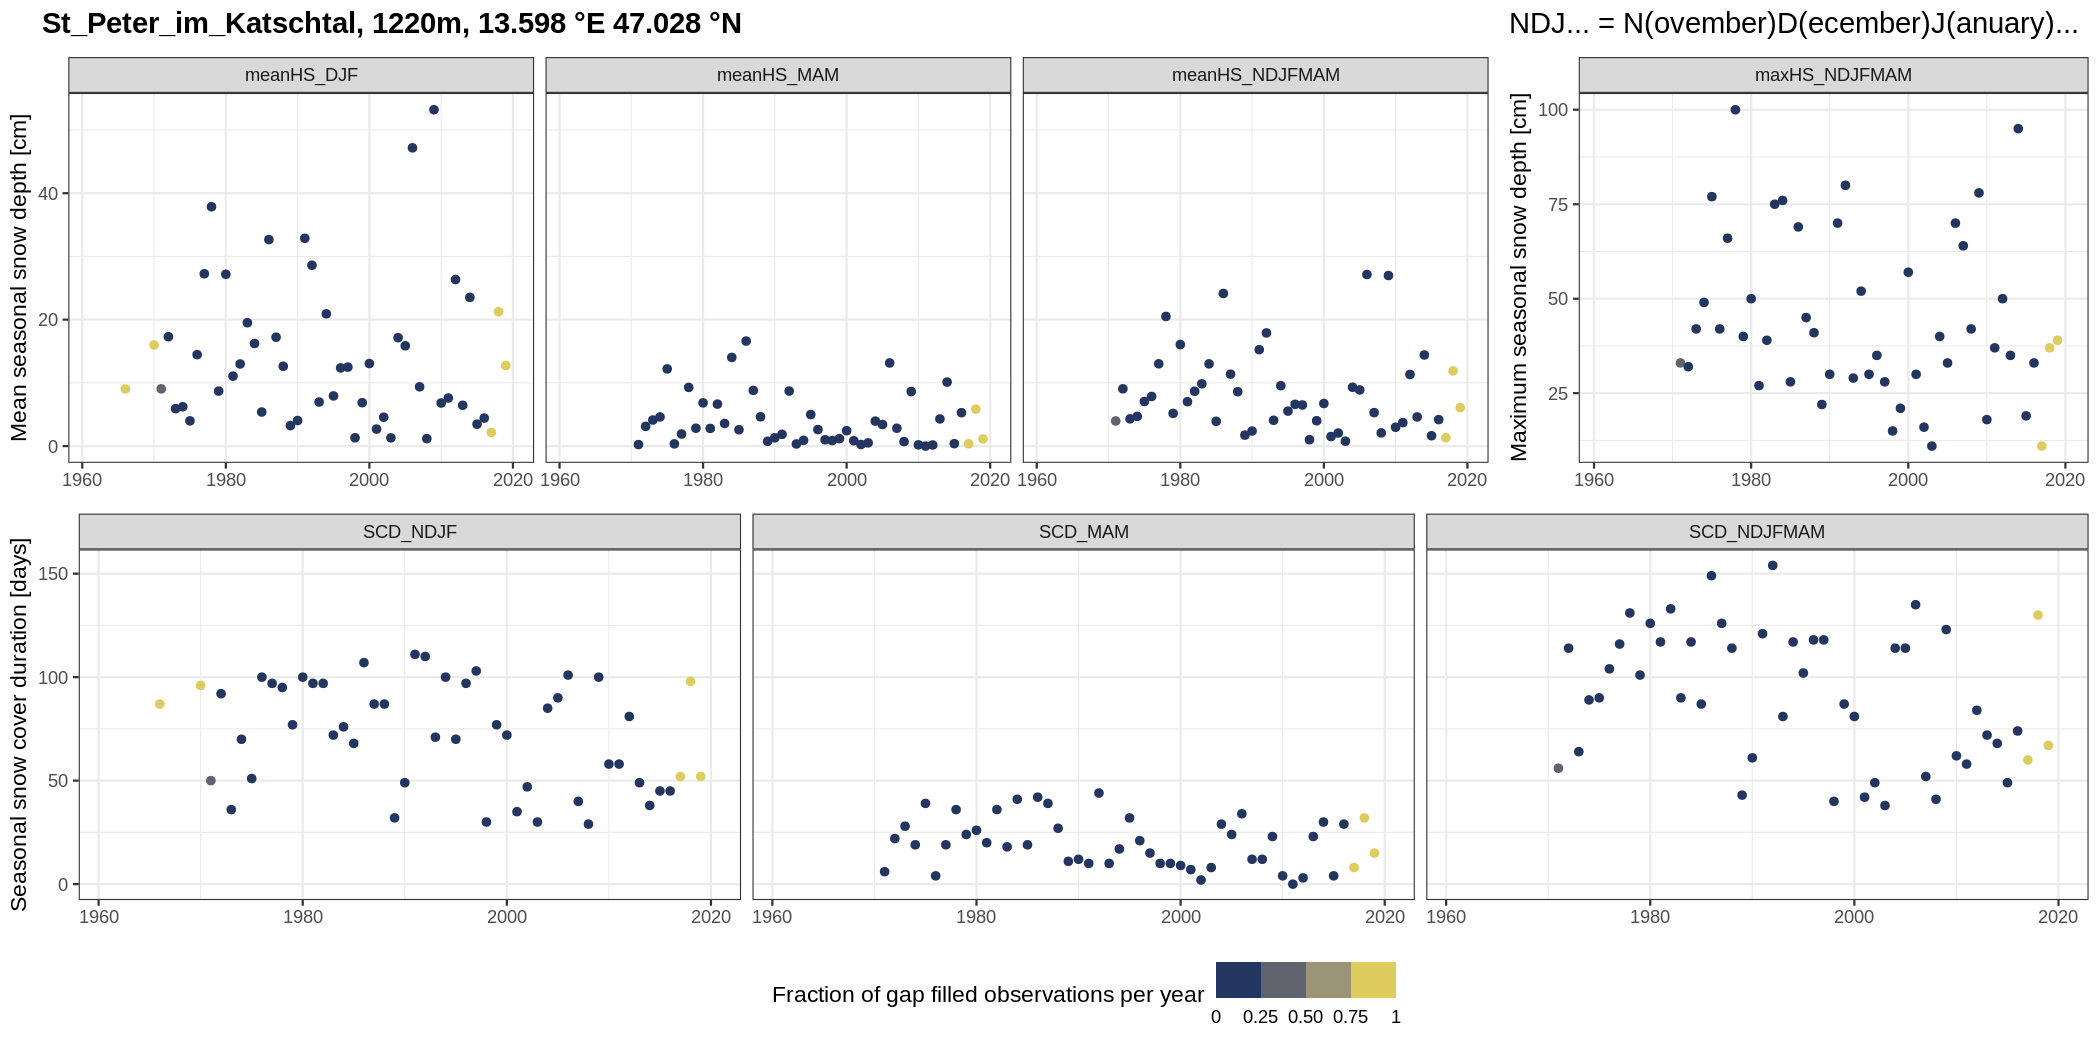 St_Peter_im_Katschtal, 1220m, 13.598 °E 47.028 °N
NDJ... = N(ovember)D(ecember)J(anuary)...
meanHS_DJF
meanHS_MAM
meanHS_NDJFMAM
maxHS_NDJFMAM
Mean seasonal snow depth [cm]
40
20
0
1960 1980 2000 2020
1960 1980 2000 2020
1960 1980 2000 2020
Maximum seasonal snow depth [cm]
100
75
50
25
1960 1980 2000 2020
SCD_NDJF
SCD_MAM
SCD_NDJFMAM
Seasonal snow cover duration [days]
150
100
50
0
1960 1980 2000 2020
1960 1980 2000 2020
1960 1980 2000 2020
Fraction of gap filled observations per year
0 0.25 0.50 0.75 1